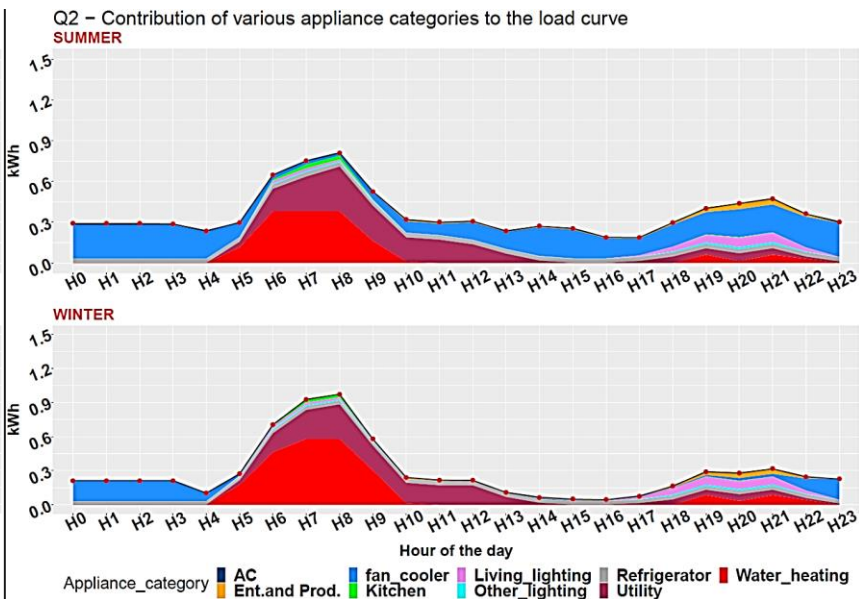 Q2 – Contribution of various appliance categories to the load curve
SUMMER
1.5
1.2
0.9
0.6
0.3
0.0
kWh
H0 H1 H2 H3 H4 H5 H6 H7 H8 H9 H10 H11 H12 H13 H14 H15 H16 H17 H18 H19 H20 H21 H22 H23
WINTER
1.5
1.2
0.9
0.6
0.3
0.0
kWh
H0 H1 H2 H3 H4 H5 H6 H7 H8 H9 H10 H11 H12 H13 H14 H15 H16 H17 H18 H19 H20 H21 H22 H23
Hour of the day
Appliance_category
AC fan_cooler Living_lighting Refrigerator Water_heating
Ent.and Prod. Kitchen Other_lighting Utility